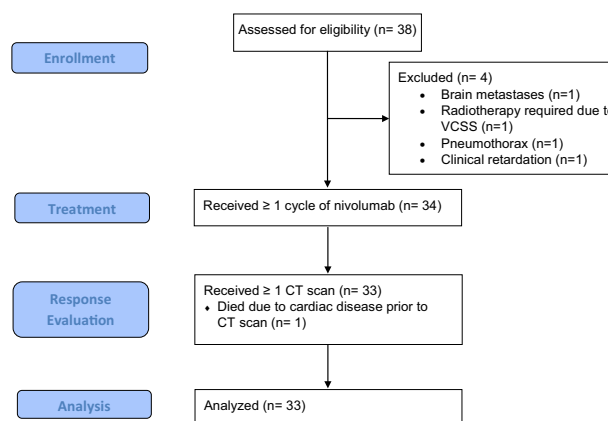 Assessed for eligibility (n= 38)
Enrollment
Excluded (n= 4)
• Brain metastases (n=1)
• Radiotherapy required due to
VCSS (n=1)
• Pneumothorax (n=1)
• Clinical retardation (n=1)
Treatment
Received ≥ 1 cycle of nivolumab (n= 34)
Response
Evaluation
Received ≥ 1 CT scan (n= 33)
♦ Died due to cardiac disease prior to
CT scan (n= 1)
Analysis
Analyzed (n= 33)